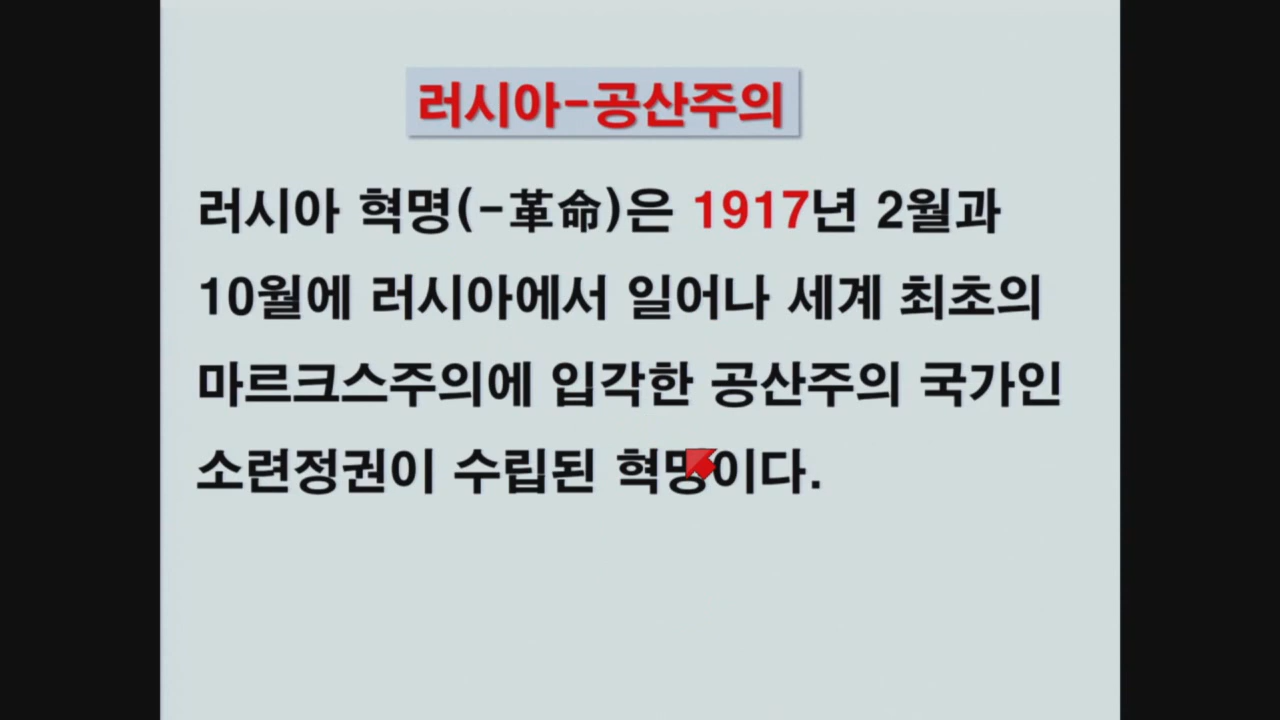 러시아-공산주의
러시아 혁명(-革命)은 1917년 2월과
10월에 러시아에서 일어나 세계 최초의
마르크스주의에 입각한 공산주의 국가인
소련정권이 수립된 혁명이다.